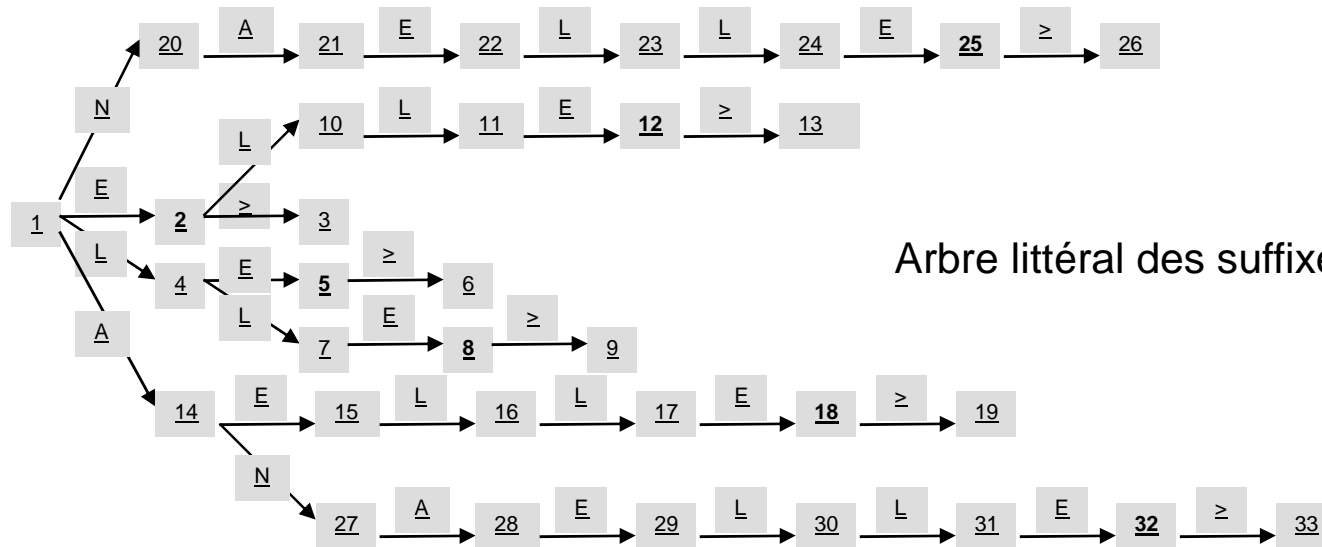 A E L L E ≥
20 21 22 23 24 25 26
N
L E ≥
10 11 12 13
L
E ≥
1 2 3
L E ≥
4 5 6
Arbre littéral des suffixe
L E ≥
A 7 8 9
E L L E ≥
14 15 16 17 18 19
N
A E L L E ≥
27 28 29 30 31 32 33